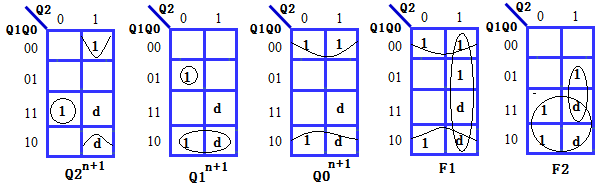 Q2 Q2 Q2 Q2 Q2
0 1 0 1 0 1 0 1 0 1
Q1Q0 Q1Q0 Q1Q0 Q1Q0 Q1Q0
00 1 00 00 1 1 00 1 1 00
01 01 1 01 01 1 01 1
11 1 d 11 d 11 d 11 d 11 1 d
10 d 10 1 d 10 1 d 10 1 d 10 1 d
Q2n+1 Q1n+1 Q0n+1 F1 F2